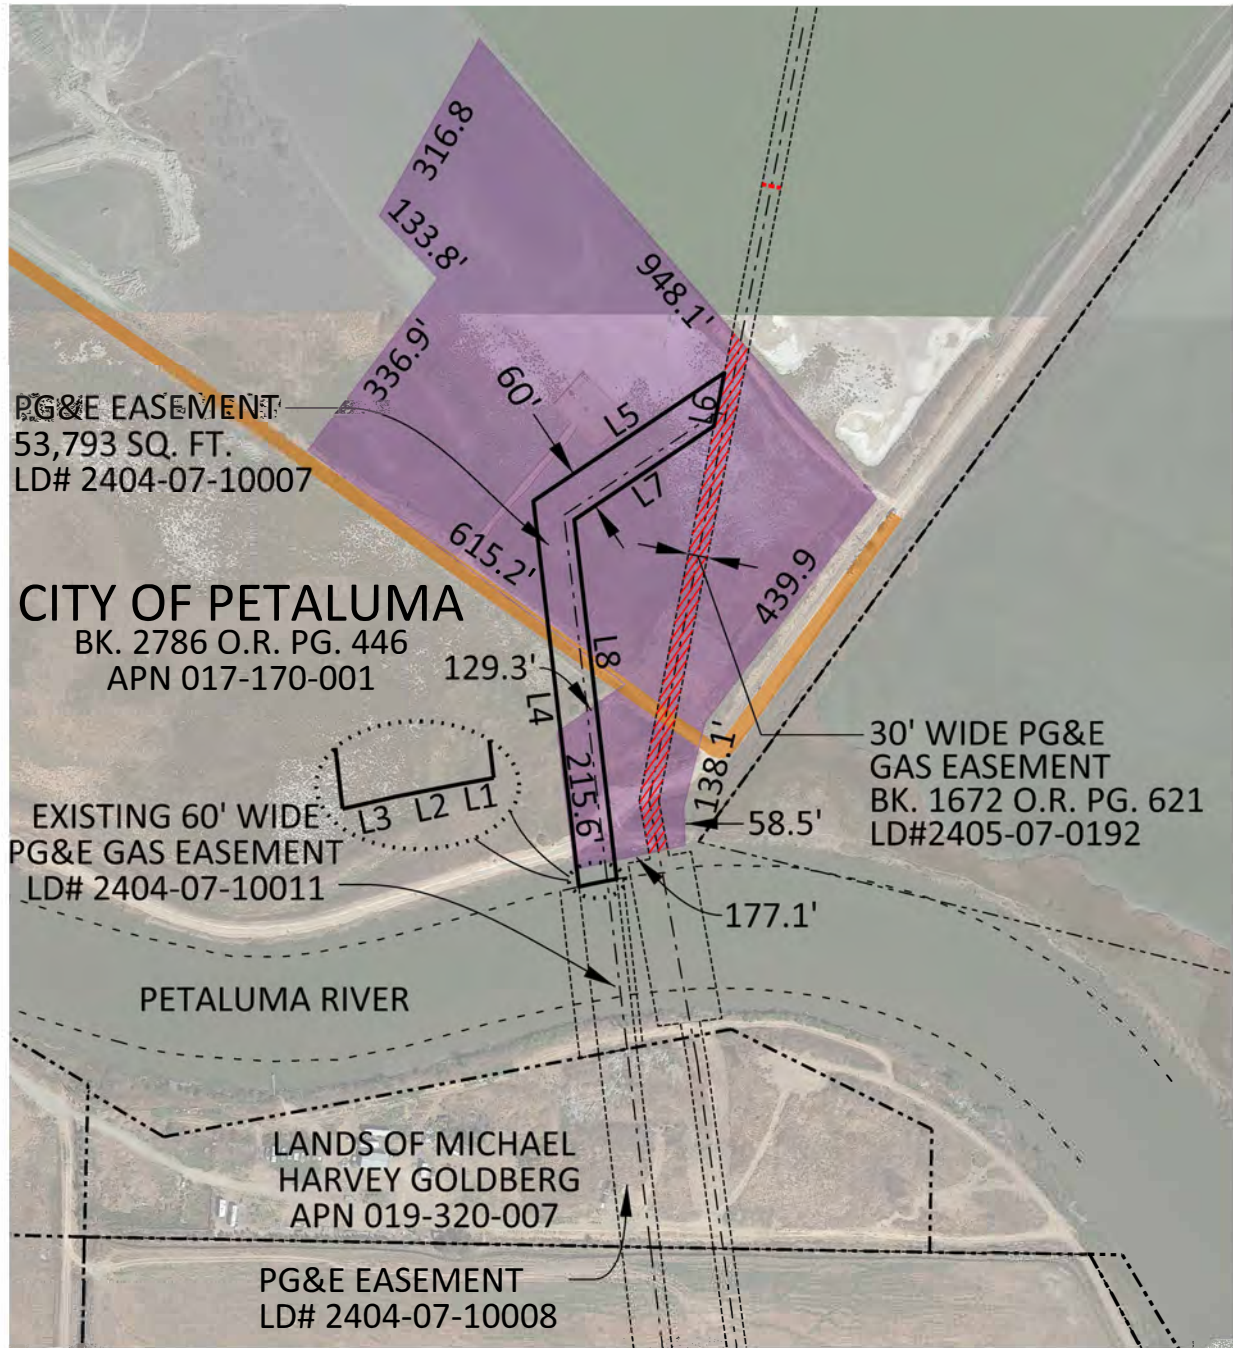 316.8
133.8'
948.1'
336.9'
60'
L5
L6
PG&E EASEMENT
53,793 SQ. FT.
LD# 2404-07-10007
L7
615.2'
439.9
CITY OF PETALUMA
BK. 2786 O.R. PG. 446
APN 017-170-001
L8
129.3'
L4
138.1'
30' WIDE PG&E
GAS EASEMENT
BK. 1672 O.R. PG. 621
LD#2405-07-0192
215.6'
L3 L2 L1
EXISTING 60' WIDE
PG&E GAS EASEMENT
LD# 2404-07-10011
58.5'
177.1'
PETALUMA RIVER
LANDS OF MICHAEL
HARVEY GOLDBERG
APN 019-320-007
PG&E EASEMENT
LD# 2404-07-10008